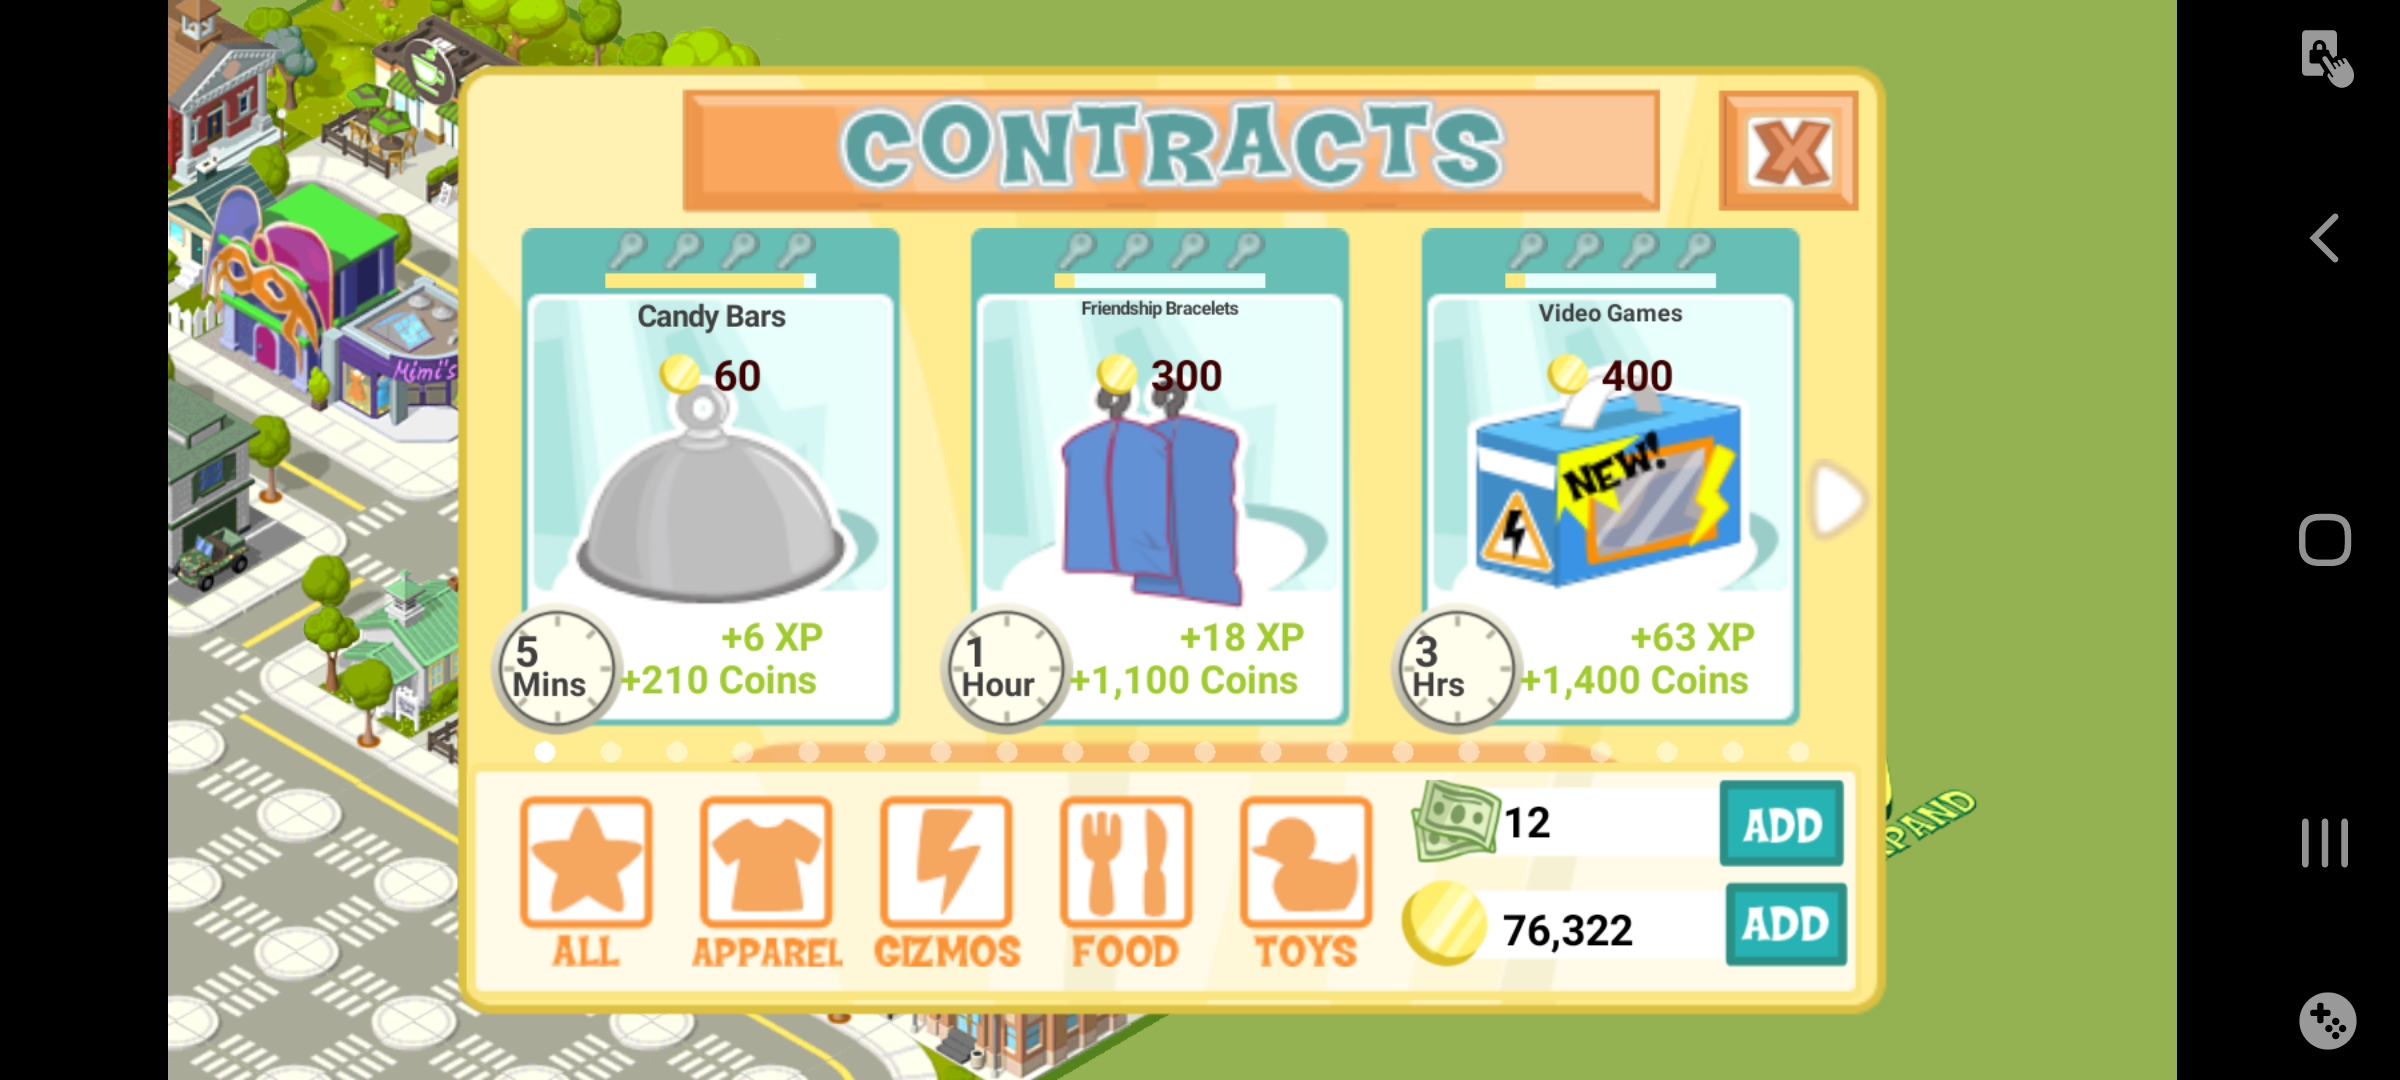 CONTRACTS
X
Candy Bars
60
5
Mins
+6 XP
+210 Coins
Friendship Bracelets
300
1
Hour
+18 XP
+1,100 Coins
Video Games
400
NEW!
3
Hrs
+63 XP
+1,400 Coins
Mimi's
12
ADD
76,322
ADD
ALL
APPAREL
GIZMOS
FOOD
TOYS
PAND